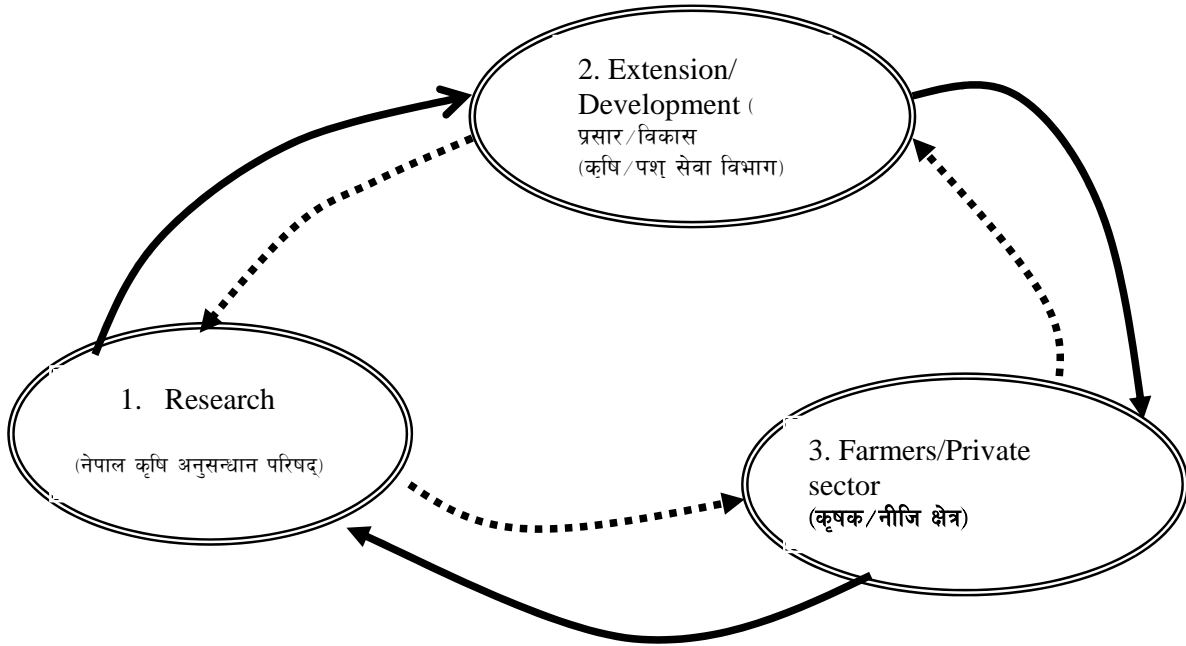 2. Extension/
Development (
प्रसार/विकास
(कृषि/पशु सेवा विभाग)
1. Research
(नेपाल कृषि अनुसन्धान परिषद्)
3. Farmers/Private
sector
(कृषक/नीजि क्षेत्र)